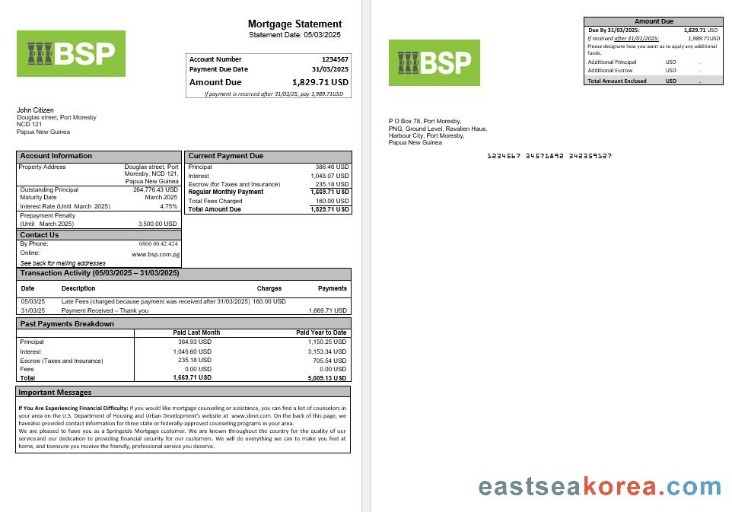 BSP
Mortgage Statement
Statement Date: 05/03/2025
Account Number 1234567
Payment Due Date 31/03/2025
Amount Due 1,829.71 USD
If payment is received after 31/03/25, pay 1,989.71USD
John Citizen
Douglas street, Port Moresby
NCD 121
Papua New Guinea
Account Information
Property Address Douglas street, Port
Moresby, NCD 121,
Papua New Guinea
Outstanding Principal 264,776.43 USD
Maturity Date March 2025
Interest Rate (Until March 2025) 4.75%
Prepayment Penalty
(Until March 2025) 3,500.00 USD
Contact Us
By Phone: 0800 00 42 424
Online: www.bsp.com.pg
See back for mailing addresses
Current Payment Due
Principal 386.46 USD
Interest 1,048.07 USD
Escrow (for Taxes and Insurance) 235.18 USD
Regular Monthly Payment 1,669.71 USD
Total Fees Charged 160.00 USD
Total Amount Due 1,829.71 USD
Transaction Activity (05/03/2025 – 31/03/2025)
Date Description Charges Payments
05/03/25 Late Fees (charged because payment was received after 31/03/2025) 160.00 USD
31/03/25 Payment Received – Thank you 1,669.71 USD
Past Payments Breakdown
Paid Last Month Paid Year to Date
Principal 384.93 USD 1,150.25 USD
Interest 1,049.60 USD 3,153.34 USD
Escrow (Taxes and Insurance) 235.18 USD 705.54 USD
Fees 0.00 USD 0.00 USD
Total 1,669.71 USD 5,009.13 USD
Important Messages
If You Are Experiencing Financial Difficulty: If you would like mortgage counseling or assistance, you can find a list of counselors in
your area on the U.S. Department of Housing and Urban Development's website at www.sbnri.com. On the back of this page, we
havealso provided contact information for three state or federally-approved counseling programs in your area.
We are pleased to have you as a Springside Mortgage customer. We are known throughout the country for the quality of our
service and our dedication to providing financial security for our customers. We will do everything we can to make you feel at
home, and toensure you receive the friendly, professional service you deserve.
BSP
Amount Due
Due By 31/03/2025: 1,829.71 USD
If received after 31/01/2025: 1,989.71USD
Please designate how you want us to apply any additional
funds.
Additional Principal USD .
Additional Escrow USD .
Total Amount Enclosed USD .
P O Box 78, Port Moresby,
PNG, Ground Level, Ravalien Haus,
Harbour City, Port Moresby,
Papua New Guinea
1234567 34571892 342359127
eastseakorea.com